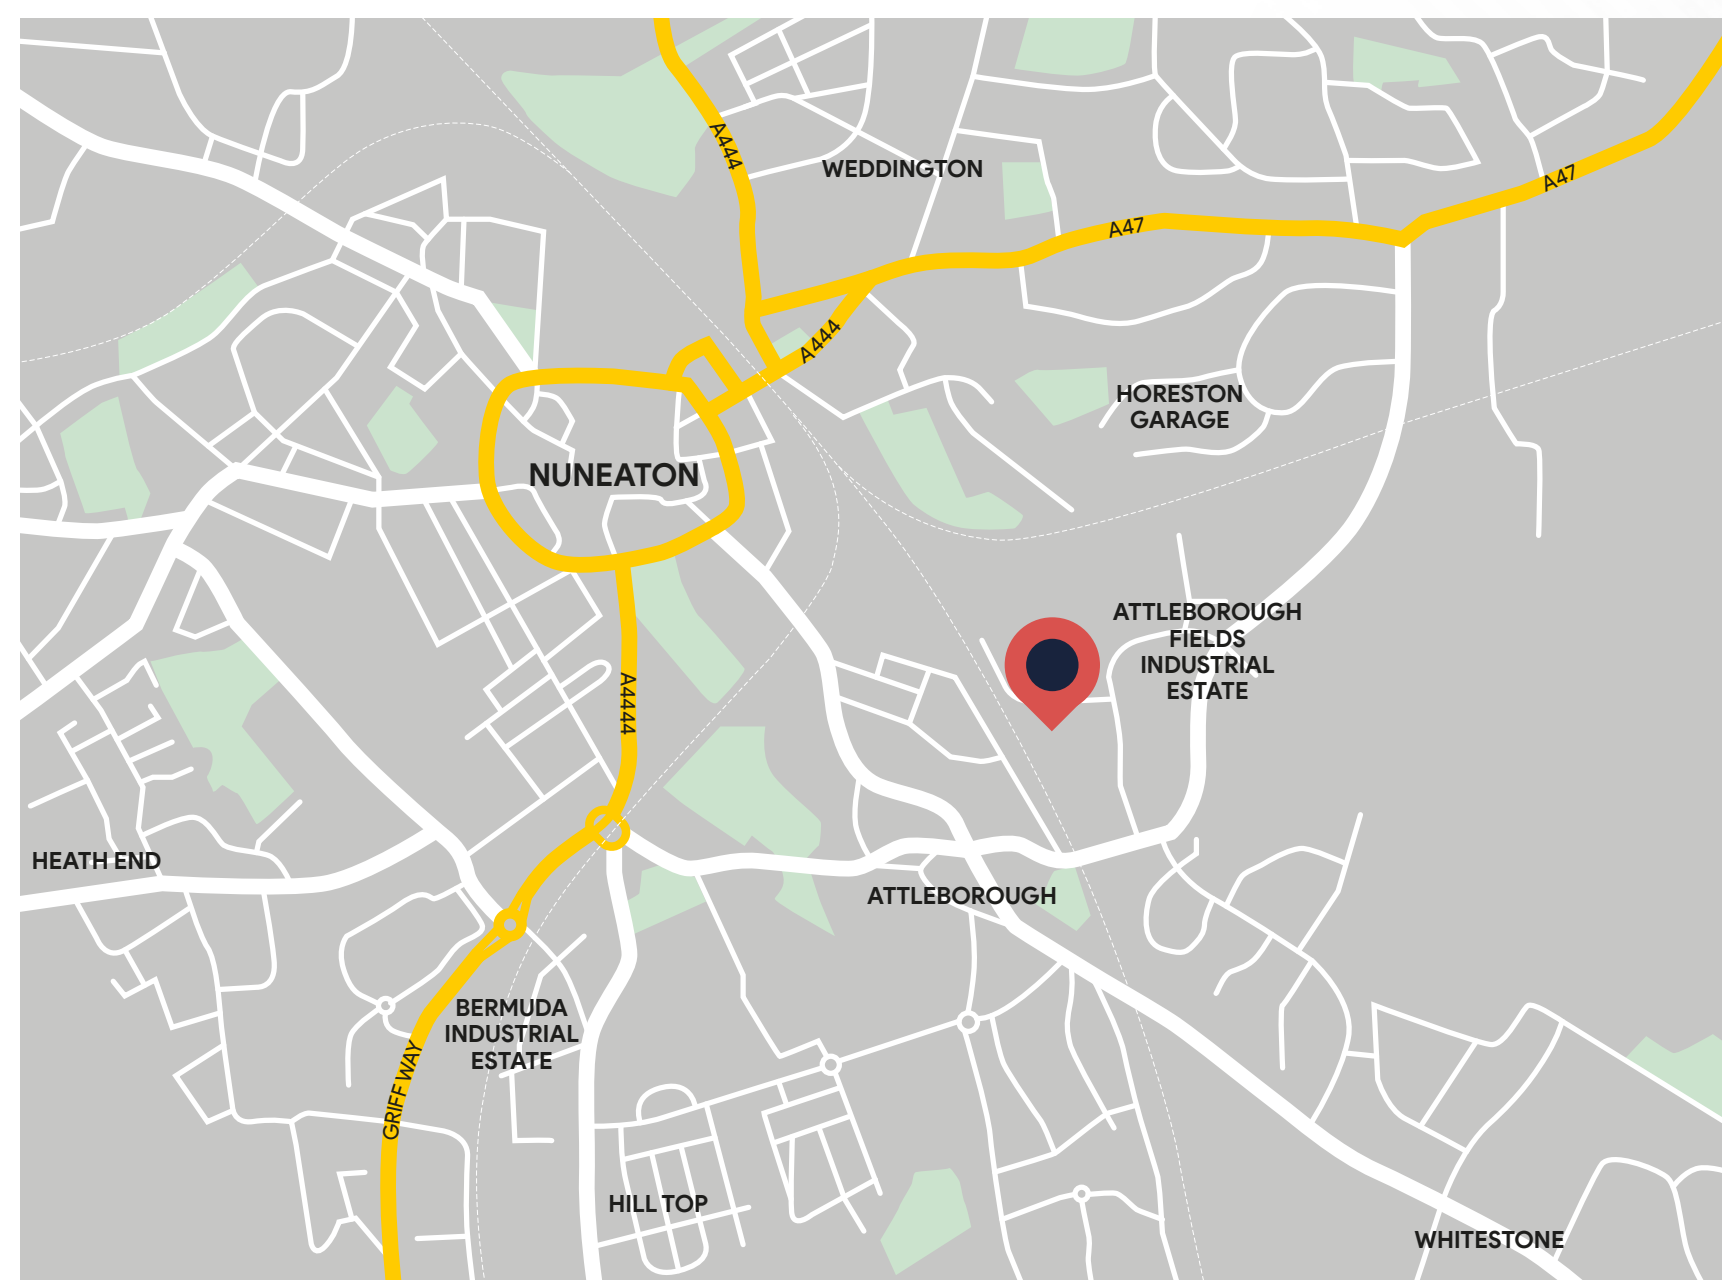 A444
WEDDINGTON
A47
A47
A444
HORESTON
GARAGE
NUNEATON
ATTLEBOROUGH
FIELDS
INDUSTRIAL
ESTATE
A444
HEATH END
ATTLEBOROUGH
BERMUDA
INDUSTRIAL
ESTATE
GRIFF WAY
HILL TOP
WHITESTONE